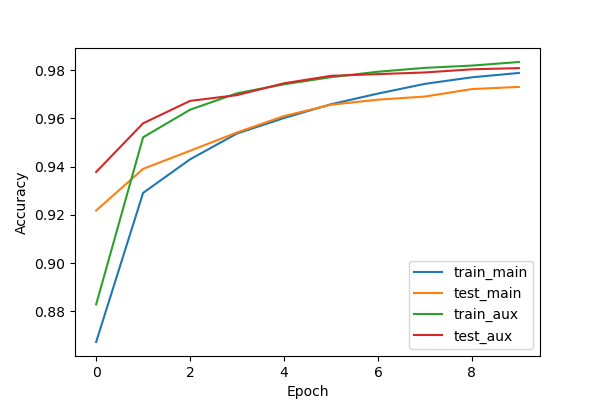 0.98
0.96
0.94
0.92
0.90
0.88
Accuracy
train_main
test_main
train_aux
test_aux
0 2 4 6 8
Epoch